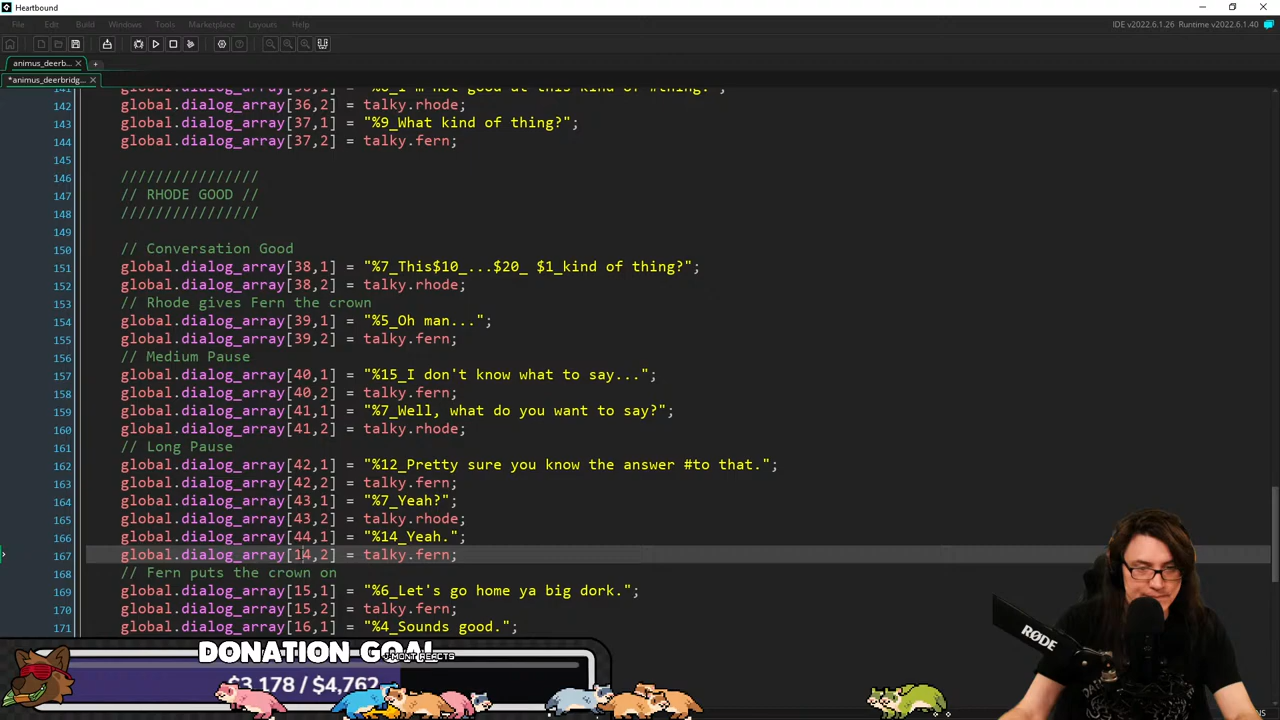 Heartbound
File Edit Build Windows Tools Marketplace Layouts Help
IDE v2022.6.1.26 Runtime v2022.6.1.40
animus_deerb...
*animus_deerbridg...
142 global.dialog_array[36,2] = talky.rhode;
143 global.dialog_array[37,1] = "%9_What kind of thing?";
144 global.dialog_array[37,2] = talky.fern;
145
146 ////////////////
147 // RHODE GOOD //
148 ////////////////
149
150 // Conversation Good
151 global.dialog_array[38,1] = "%7_This$10_...$20_ $1_kind of thing?";
152 global.dialog_array[38,2] = talky.rhode;
153 // Rhode gives Fern the crown
154 global.dialog_array[39,1] = "%5_Oh man...";
155 global.dialog_array[39,2] = talky.fern;
156 // Medium Pause
157 global.dialog_array[40,1] = "%15_I don't know what to say...";
158 global.dialog_array[40,2] = talky.fern;
159 global.dialog_array[41,1] = "%7_Well, what do you want to say?";
160 global.dialog_array[41,2] = talky.rhode;
161 // Long Pause
162 global.dialog_array[42,1] = "%12_Pretty sure you know the answer #to that.";
163 global.dialog_array[42,2] = talky.fern;
164 global.dialog_array[43,1] = "%7_Yeah?";
165 global.dialog_array[43,2] = talky.rhode;
166 global.dialog_array[44,1] = "%14_Yeah.";
167 global.dialog_array[14,2] = talky.fern;
168 // Fern puts the crown on
169 global.dialog_array[15,1] = "%6_Let's go home ya big dork.";
170 global.dialog_array[15,2] = talky.fern;
171 global.dialog_array[16,1] = "%4_Sounds good.";
DONATION GOAL
J-MONT REACTS
$3,178 / $4,762
RØDE